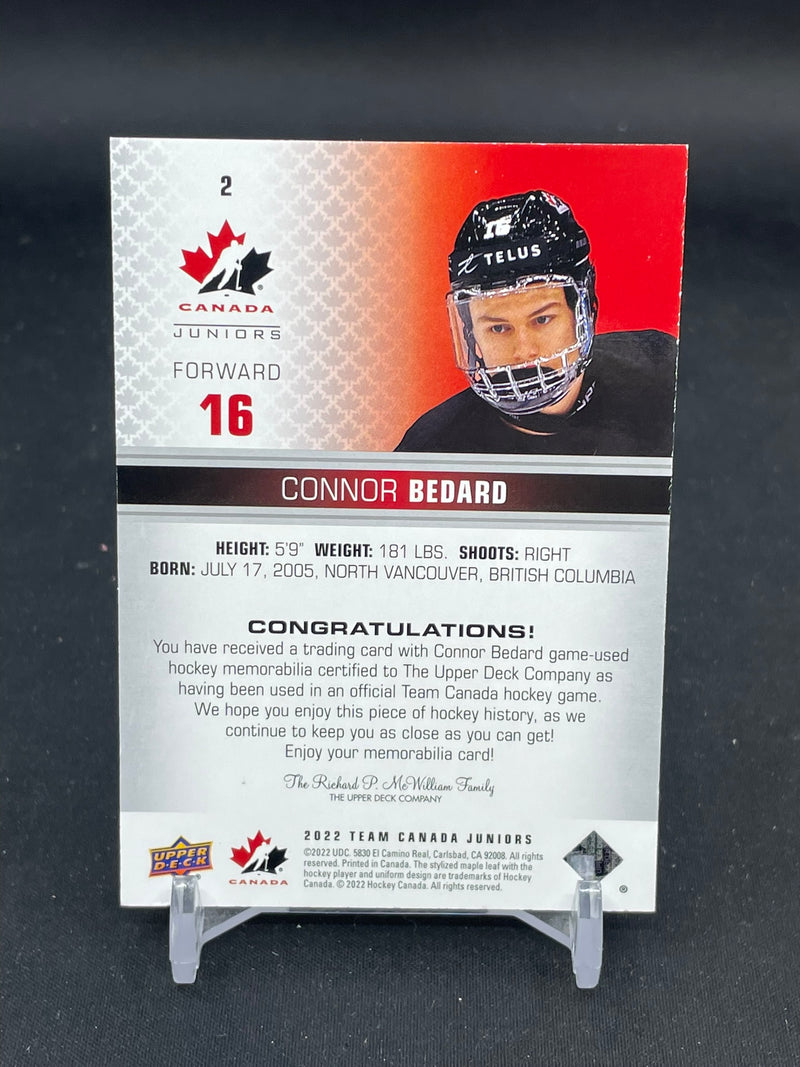 2
CANADA
JUNIORS
FORWARD
16
16
TELUS
CONNOR BEDARD
HEIGHT: 5'9" WEIGHT: 181 LBS. SHOOTS: RIGHT
BORN: JULY 17, 2005, NORTH VANCOUVER, BRITISH COLUMBIA
CONGRATULATIONS!
You have received a trading card with Connor Bedard game-used
hockey memorabilia certified to The Upper Deck Company as
having been used in an official Team Canada hockey game.
We hope you enjoy this piece of hockey history, as we
continue to keep you as close as you can get!
Enjoy your memorabilia card!
The Richard P. McWilliam Family
THE UPPER DECK COMPANY
UPPER
DECK
®
CANADA
2022 TEAM CANADA JUNIORS
©2022 UDC. 5830 El Camino Real, Carlsbad, CA 92008. All rights
reserved. Printed in Canada. The stylized maple leaf with the
hockey player and uniform design are trademarks of Hockey
Canada. © 2022 Hockey Canada. All rights reserved.
®